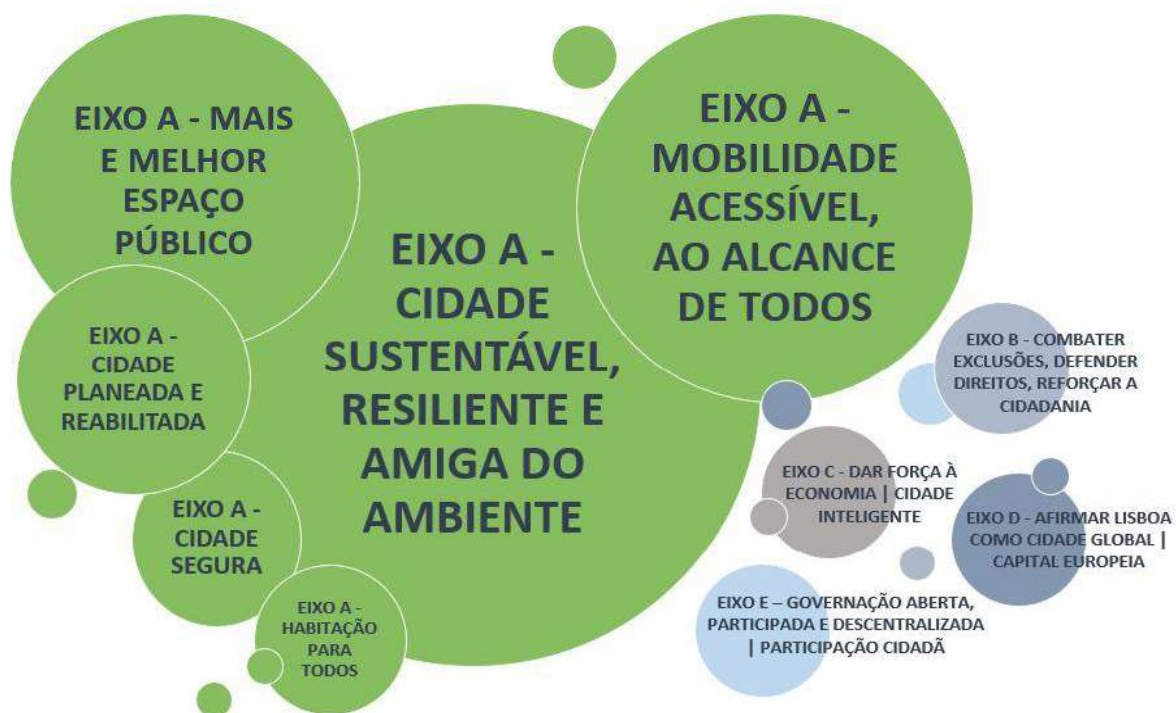 EIXO A - MAIS
E MELHOR
ESPAÇO
PÚBLICO
EIXO A -
MOBILIDADE
ACESSÍVEL,
AO ALCANCE
DE TODOS
EIXO A -
CIDADE
SUSTENTÁVEL,
RESILIENTE E
AMIGA DO
AMBIENTE
EIXO A -
CIDADE
PLANEADA E
REABILITADA
EIXO A -
CIDADE
SEGURA
EIXO A -
HABITAÇÃO
PARA
TODOS
EIXO B - COMBATER
EXCLUSÕES, DEFENDER
DIREITOS, REFORÇAR A
CIDADANIA
EIXO C - DAR FORÇA À
ECONOMIA | CIDADE
INTELIGENTE
EIXO D - AFIRMAR LISBOA
COMO CIDADE GLOBAL |
CAPITAL EUROPEIA
EIXO E – GOVERNAÇÃO ABERTA,
PARTICIPADA E DESCENTRALIZADA
| PARTICIPAÇÃO CIDADÃ